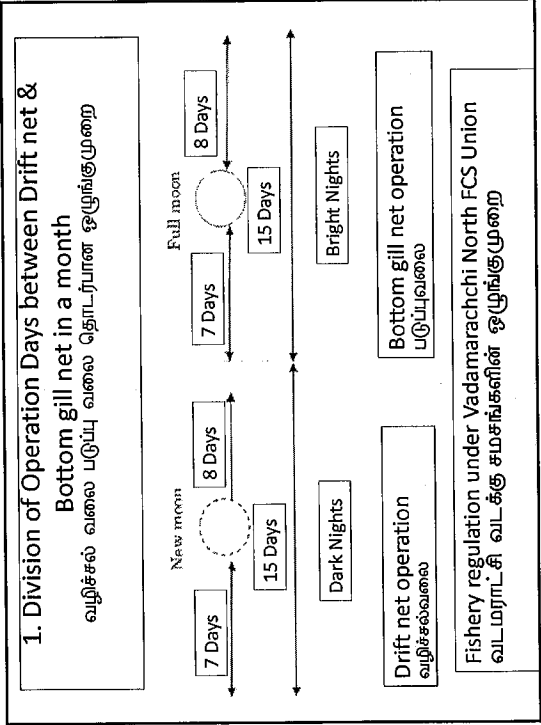 1. Division of Operation Days between Drift net &
Bottom gill net in a month
வழிச்சல் வலை படுப்பு வலை தொடர்பான ஒழுங்குமுறை
New moon
Full moon
7 Days
8 Days
7 Days
8 Days
15 Days
15 Days
Dark Nights
Bright Nights
Drift net operation
வழிச்சல்வலை
Bottom gill net operation
படுப்புவலை
Fishery regulation under Vadamarachchi North FCS Union
வடமராட்சி வடக்கு சமாசங்களின் ஒழுங்குமுறை